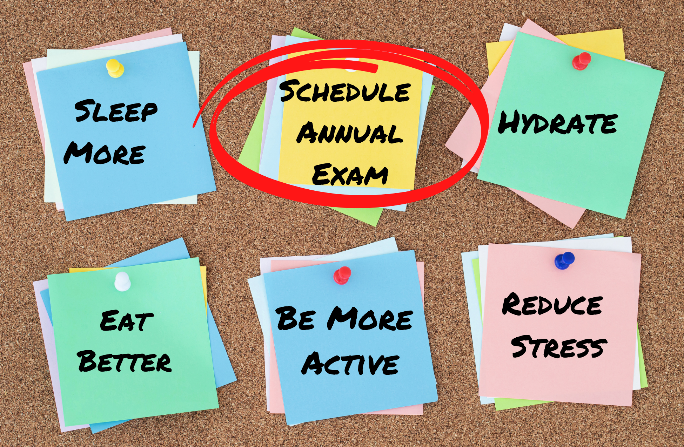 Sleep
More
Schedule
Annual
Exam
Hydrate
Eat
Better
Be More
Active
Reduce
Stress